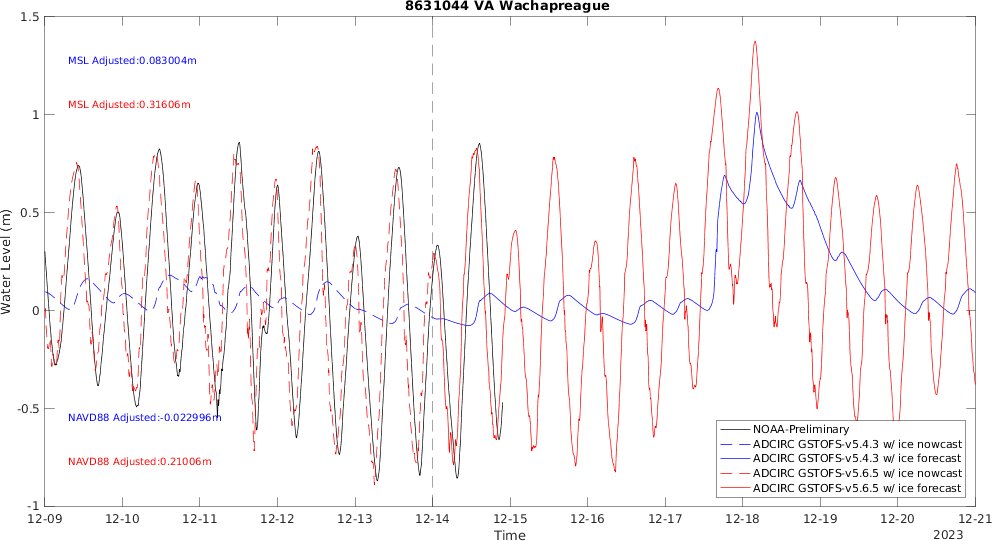 8631044 VA Wachapreague
1.5
1
0.5
0
-0.5
-1
Water Level (m)
MSL Adjusted:0.083004m
MSL Adjusted:0.31606m
NAVD88 Adjusted:-0.022996m
NAVD88 Adjusted:0.21006m
NOAA-Preliminary
ADCIRC GSTOFS-v5.4.3 w/ ice nowcast
ADCIRC GSTOFS-v5.4.3 w/ ice forecast
ADCIRC GSTOFS-v5.6.5 w/ ice nowcast
ADCIRC GSTOFS-v5.6.5 w/ ice forecast
12-09 12-10 12-11 12-12 12-13 12-14 12-15 12-16 12-17 12-18 12-19 12-20 12-21
Time
2023